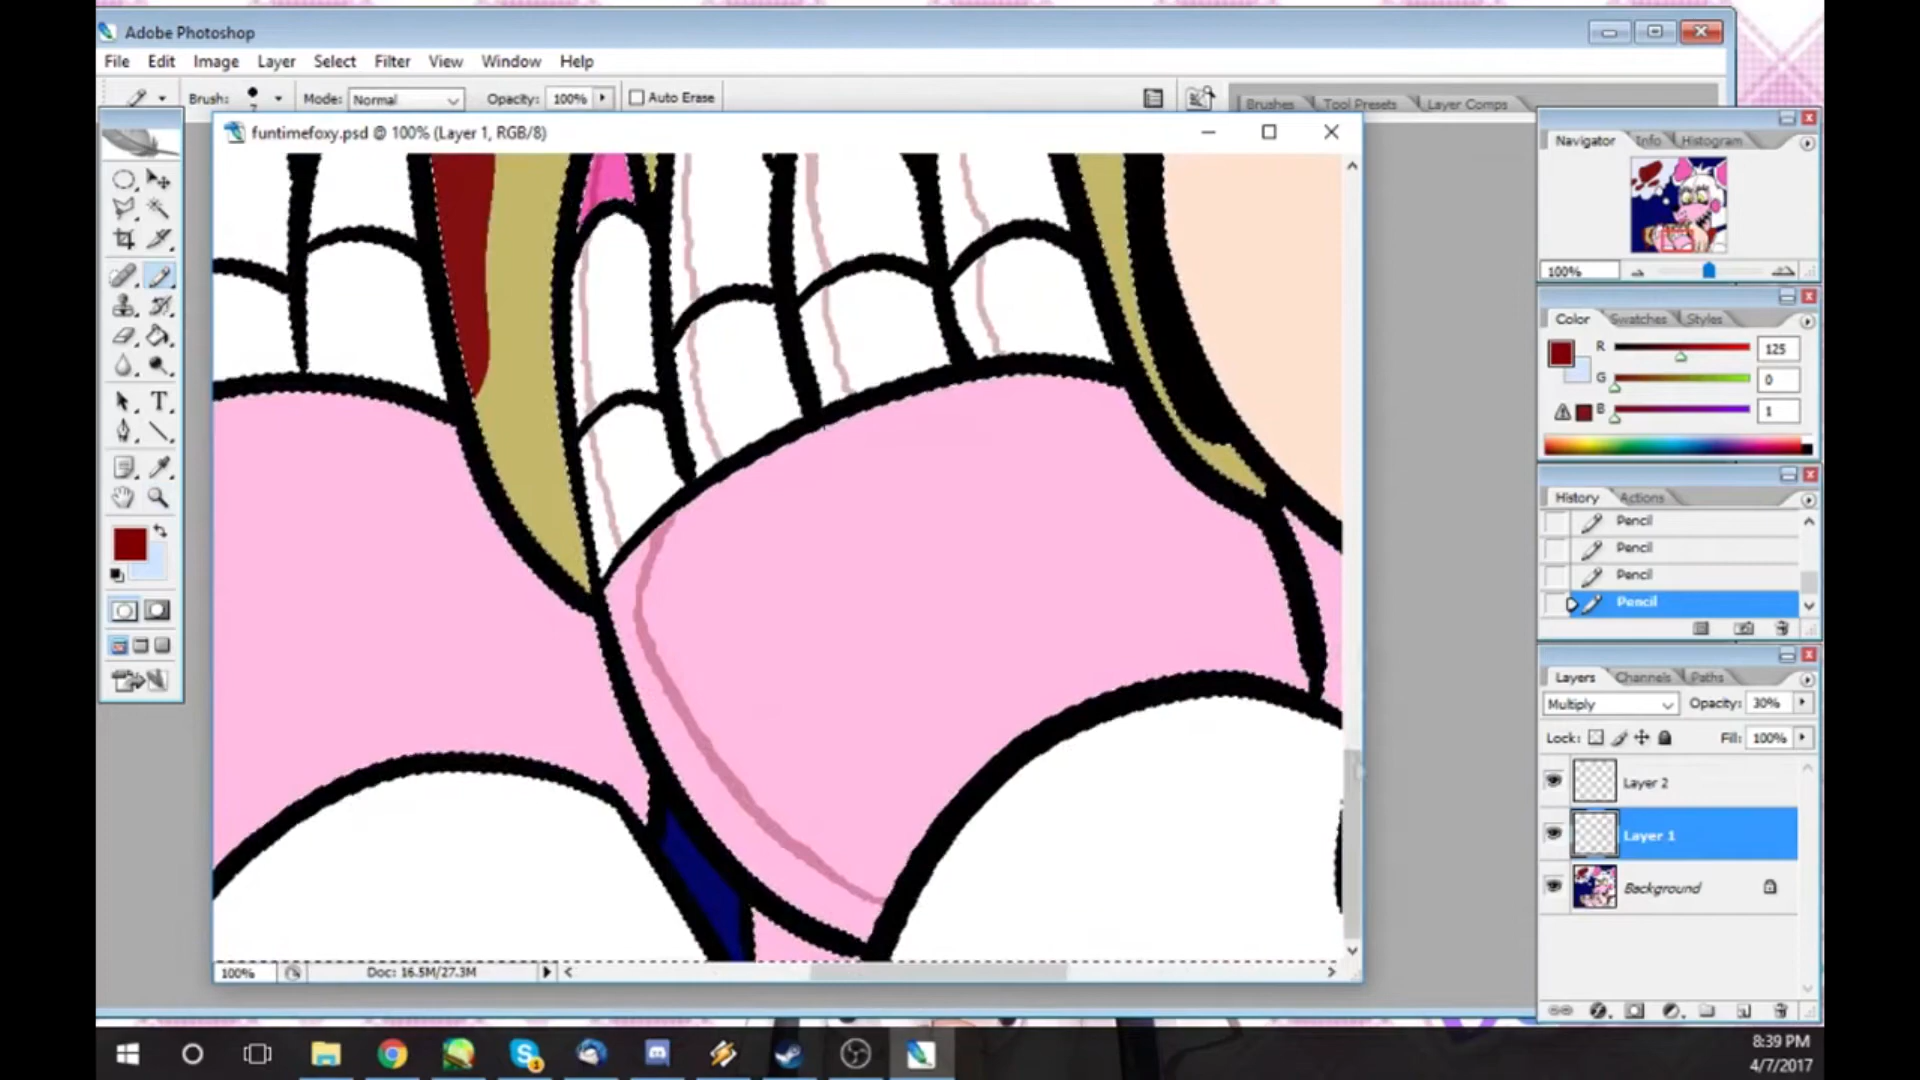 Adobe Photoshop
File Edit Image Layer Select Filter View Window Help
Brush: 7 Mode: Normal Opacity: 100% Auto Erase
Brushes Tool Presets Layer Comps
funtimefoxy.psd @ 100% (Layer 1, RGB/8)
Navigator Info Histogram
100%
Color Swatches Styles
R 125
G 0
B 1
History Actions
Pencil
Pencil
Pencil
Pencil
Layers Channels Paths
Multiply Opacity: 30%
Lock: Fill: 100%
Layer 2
Layer 1
Background
100% Doc: 16.5M/27.3M
8:39 PM
4/7/2017